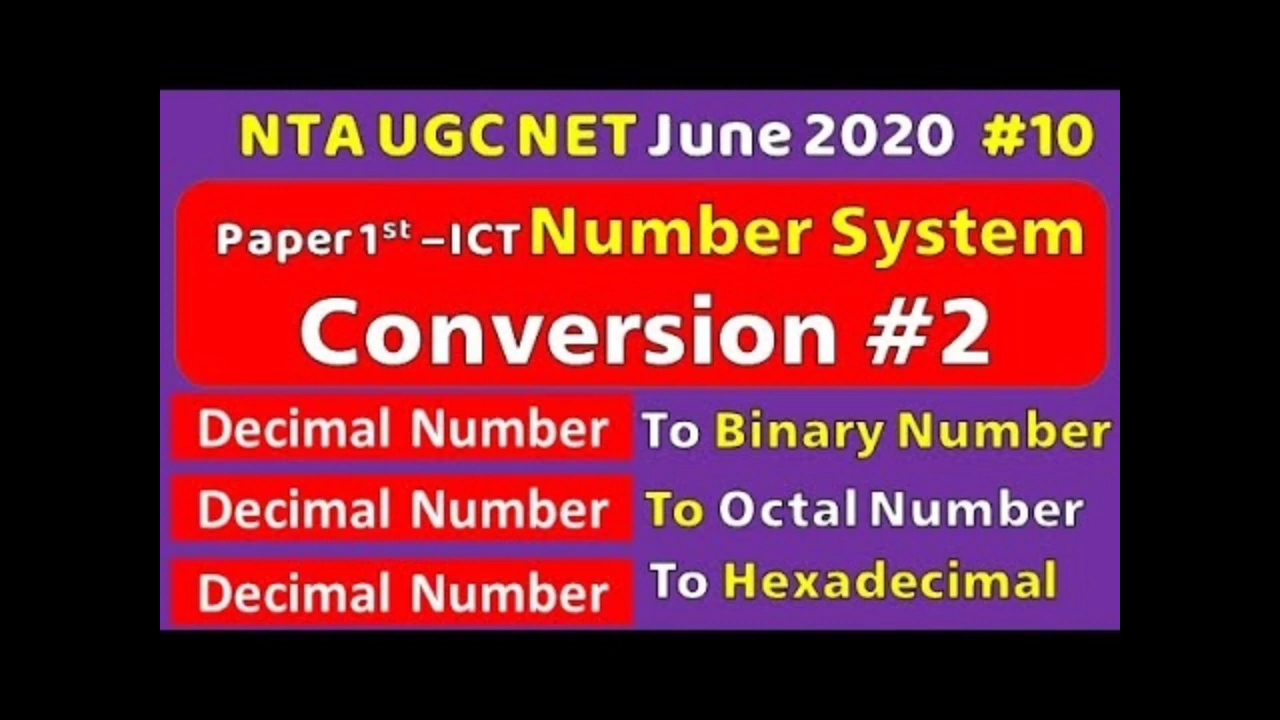 NTA UGC NET June 2020 #10
Paper 1st –ICT Number System
Conversion #2
Decimal Number To Binary Number
Decimal Number To Octal Number
Decimal Number To Hexadecimal